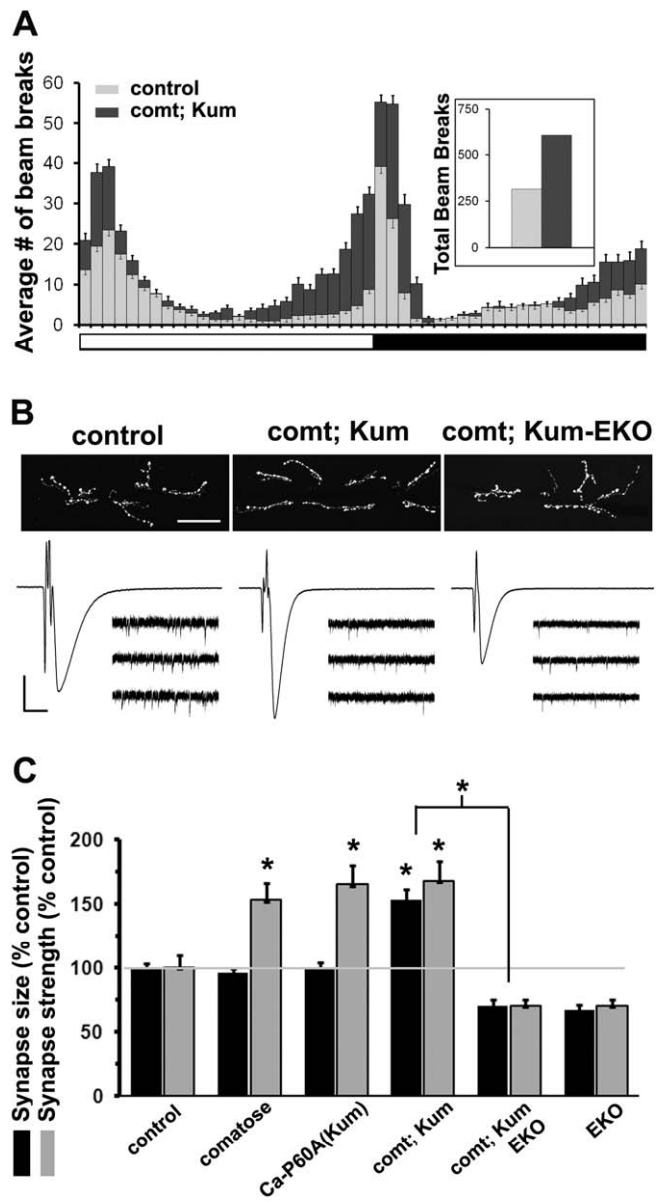 A
Average # of beam breaks
60
50
40
30
20
10
0
control
comt; Kum
Total Beam Breaks
750
500
250
0
B
control
comt; Kum
comt; Kum-EKO
C
Synapse size (% control)
Synapse strength (% control)
200
150
100
50
0
*
*
*
*
*
control
comatose
Ca-P60A(Kum)
comt; Kum
comt; Kum
EKO
EKO